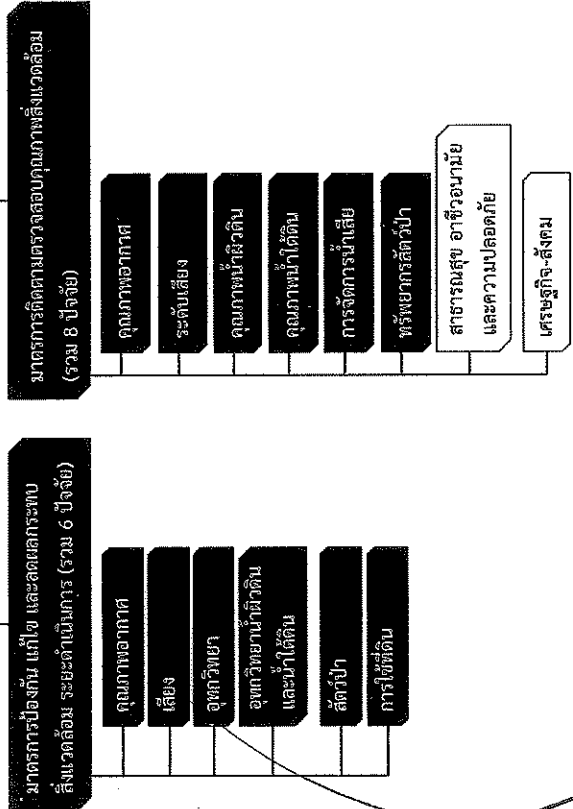 มาตรการป้องกัน แก้ไข และลดผลกระทบ
สิ่งแวดล้อม ระยะดำเนินการ (รวม 6 ปัจจัย)
คุณภาพอากาศ
เสียง
อุทกวิทยา
อุทกวิทยาน้ำผิวดิน
และน้ำใต้ดิน
สัตว์ป่า
การใช้ที่ดิน
มาตรการติดตามตรวจสอบคุณภาพสิ่งแวดล้อม
(รวม 8 ปัจจัย)
คุณภาพอากาศ
ระดับเสียง
คุณภาพน้ำผิวดิน
คุณภาพน้ำใต้ดิน
การจัดการน้ำเสีย
ทรัพยากรสัตว์ป่า
สาธารณสุข อาชีวอนามัย
และความปลอดภัย
เศรษฐกิจ-สังคม